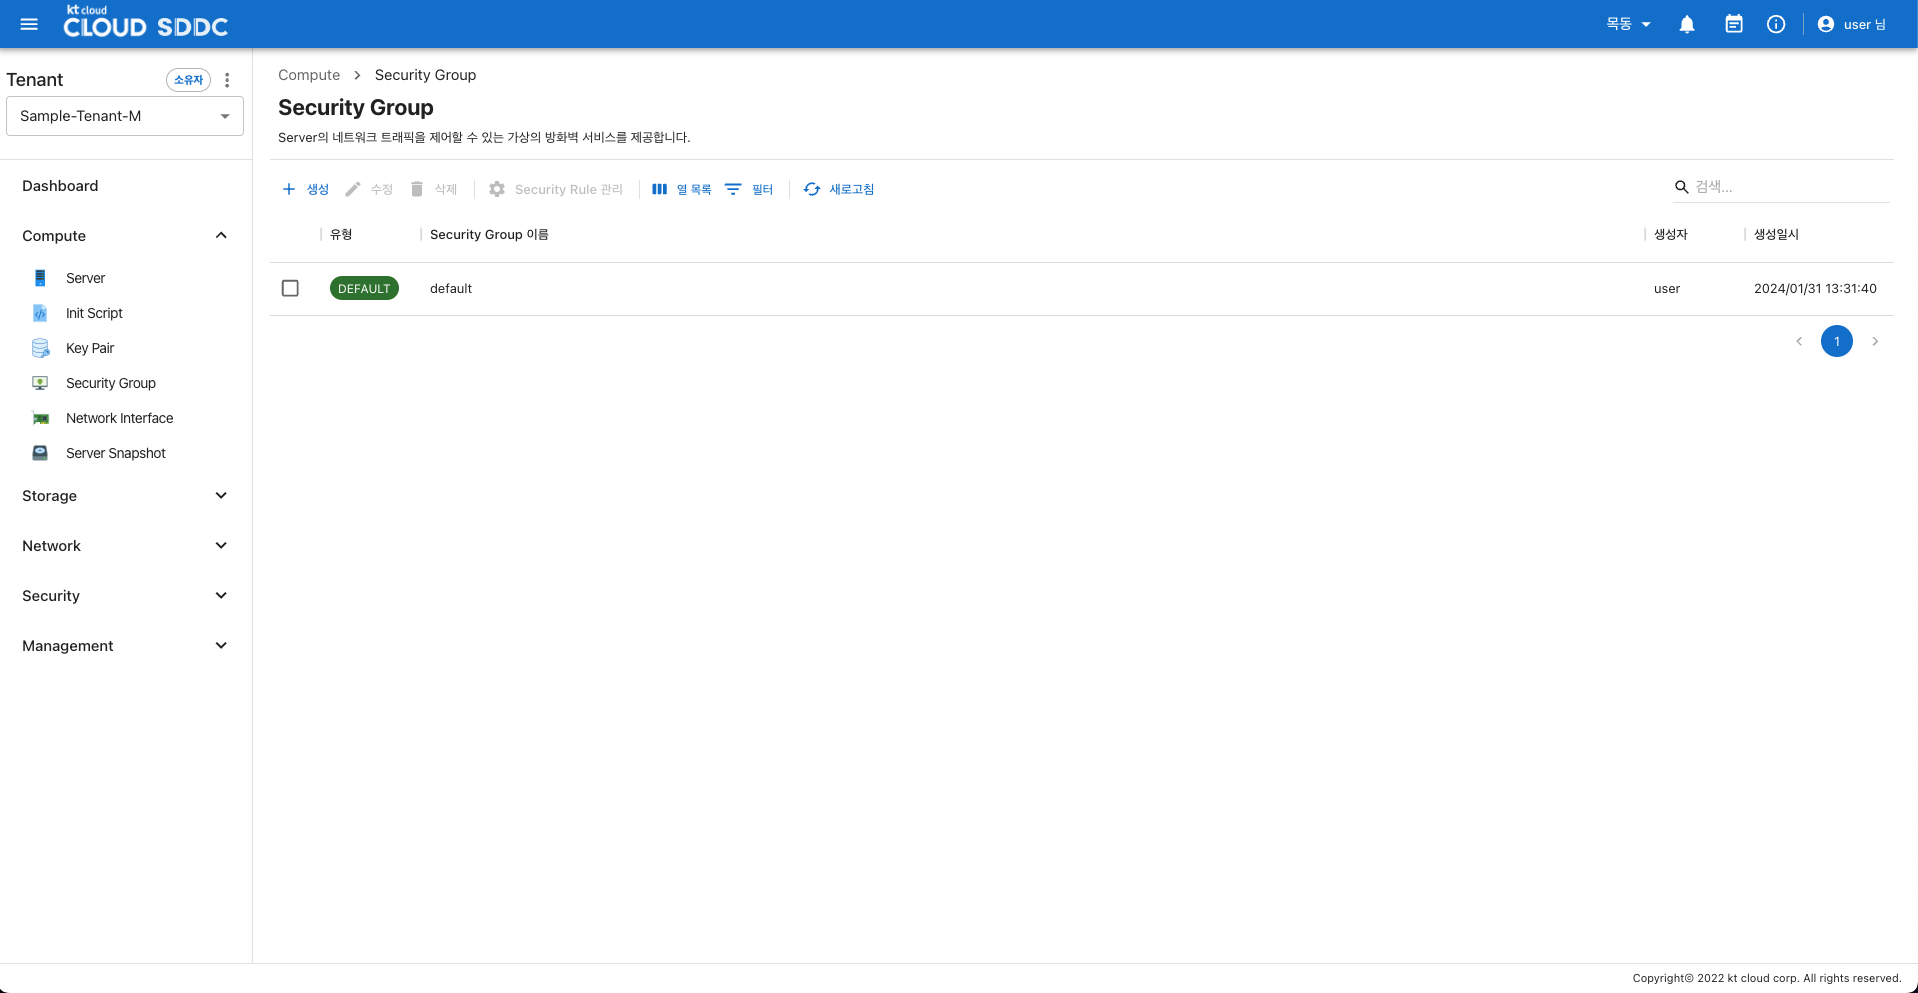 kt cloud
CLOUD SDDC
목동
user 님
Tenant
소유자
Sample-Tenant-M
Dashboard
Compute
Server
Init Script
Key Pair
Security Group
Network Interface
Server Snapshot
Storage
Network
Security
Management
Compute > Security Group
Security Group
Server의 네트워크 트래픽을 제어할 수 있는 가상의 방화벽 서비스를 제공합니다.
생성 수정 삭제 Security Rule 관리 열 목록 필터 새로고침 검색...
유형 Security Group 이름 생성자 생성일시
DEFAULT default user 2024/01/31 13:31:40
1
Copyright© 2022 kt cloud corp. All rights reserved.